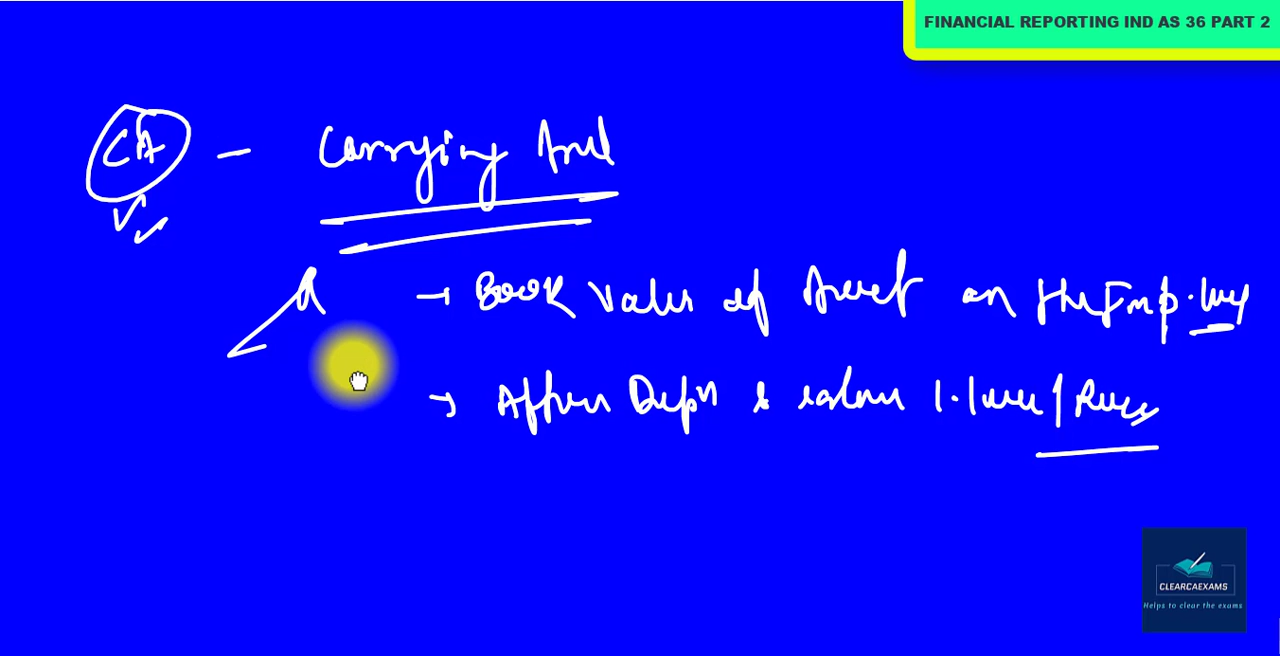 FINANCIAL REPORTING IND AS 36 PART 2
CA - Carrying Amt
→ Book Value of Asset on the Imp.
→ After Depn &
CLEARCAEXAMS
Helps to clear the exams